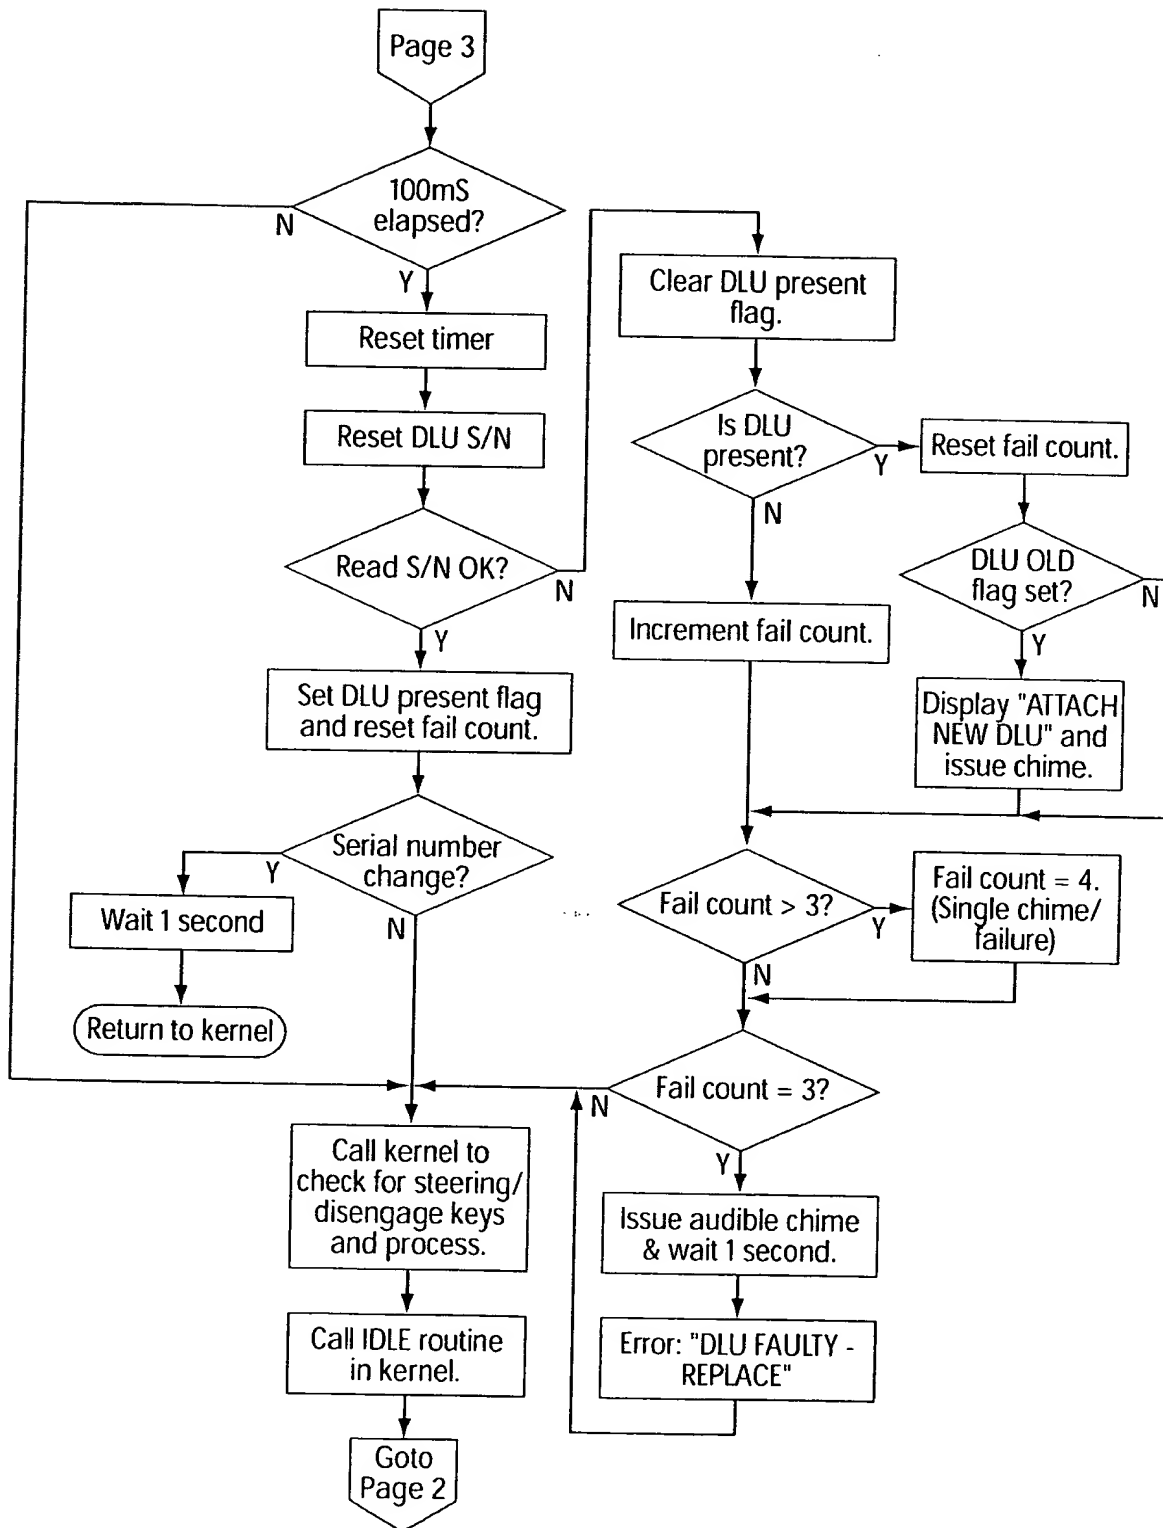 Page 3
100mS
elapsed?
N
Y
Reset timer
Reset DLU S/N
Read S/N OK?
N
Y
Set DLU present flag
and reset fail count.
Serial number
change?
Y
N
Wait 1 second
Return to kernel
Call kernel to
check for steering/
disengage keys
and process.
Call IDLE routine
in kernel.
Goto
Page 2
Clear DLU present
flag.
Is DLU
present?
Y
N
Reset fail count.
DLU OLD
flag set?
N
Y
Display "ATTACH
NEW DLU" and
issue chime.
Increment fail count.
Fail count > 3?
Y
N
Fail count = 4.
(Single chime/
failure)
Fail count = 3?
N
Y
Issue audible chime
& wait 1 second.
Error: "DLU FAULTY -
REPLACE"